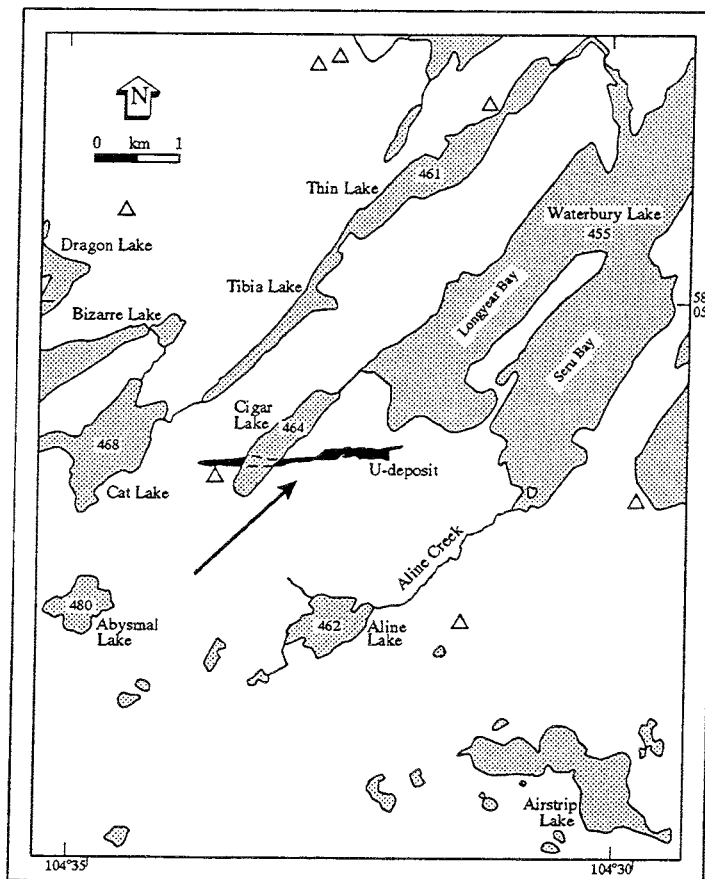 N
0 km 1
Thin Lake
461
Waterbury Lake
455
Dragon Lake
Tibia Lake
Longyear Bay
58
05
Bizarre Lake
Seru Bay
Cigar
Lake
464
468
Cat Lake
U-deposit
Aline Creek
480
Abysmal
Lake
462
Aline
Lake
Airstrip
Lake
104°35
104°30